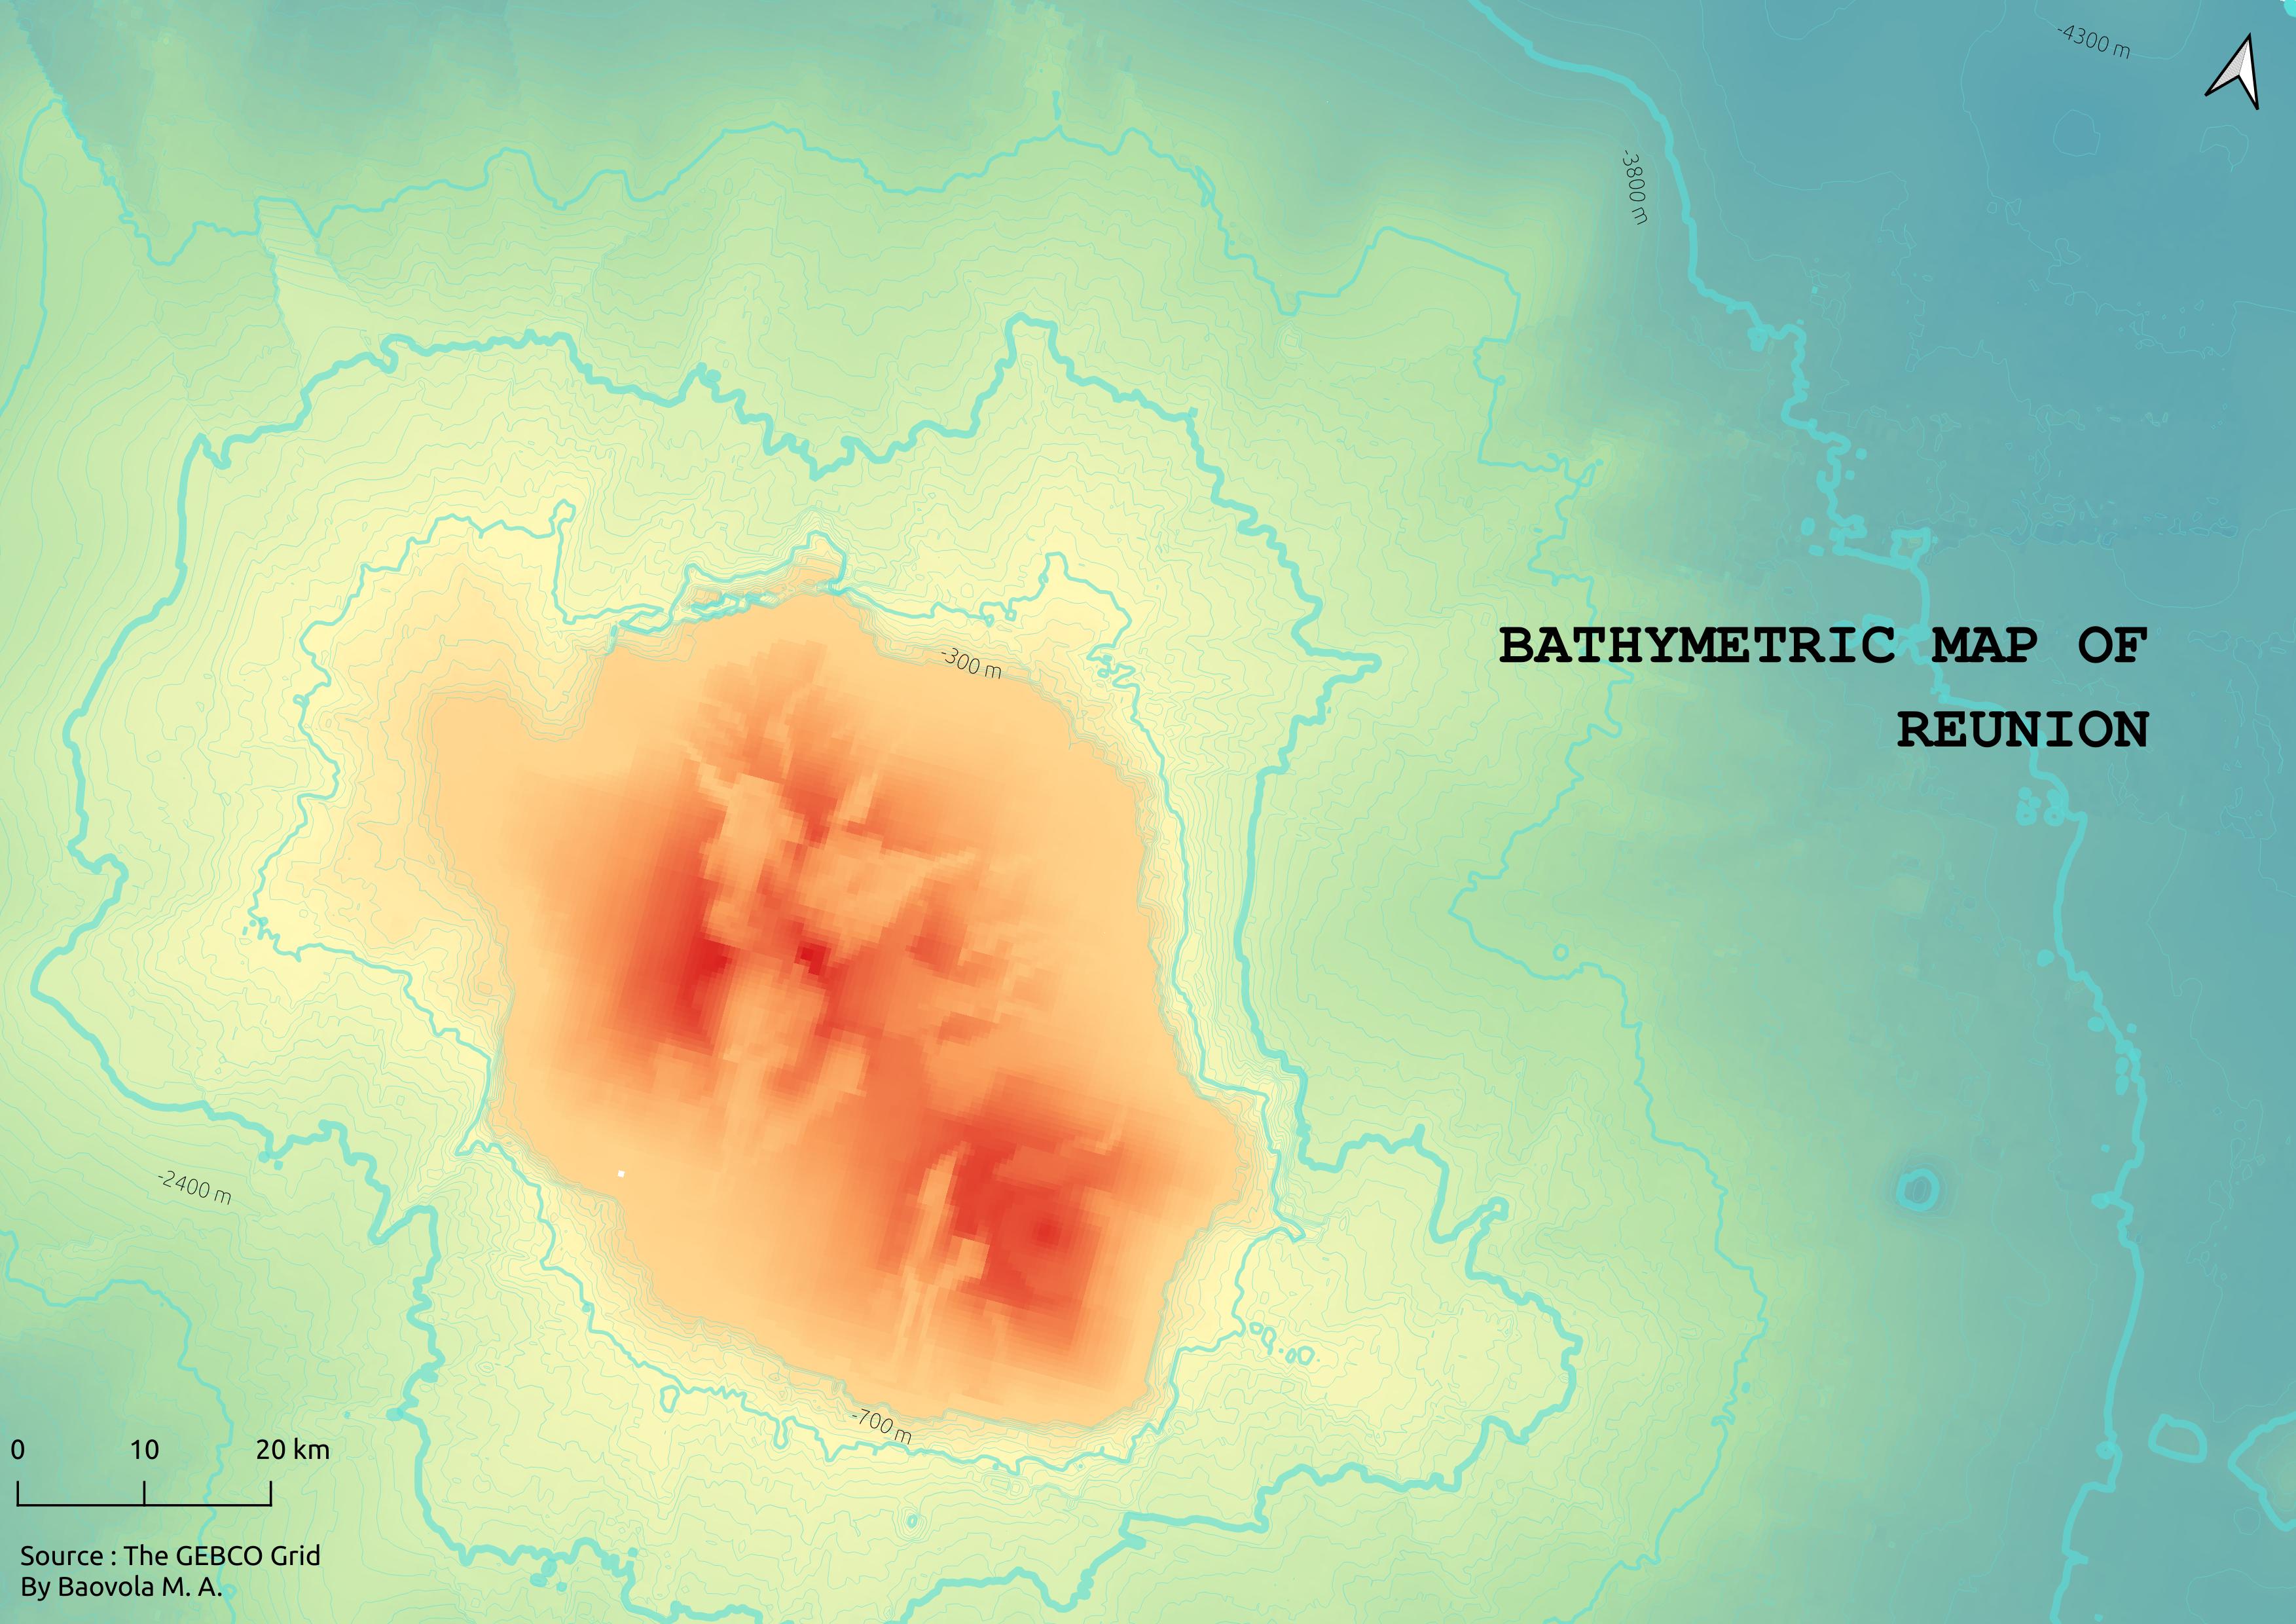 -4300 m
-3800 m
BATHYMETRIC MAP OF
REUNION
-300 m
-2400 m
-700 m
0 10 20 km
Source : The GEBCO Grid
By Baovola M. A.